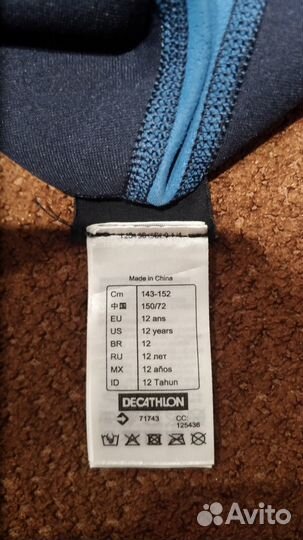 Made in China
Cm 143-152
中国 150/72
EU 12 ans
US 12 years
BR 12
RU 12 лет
MX 12 años
ID 12 Tahun
DECATHLON
71743 CC: 125436
Avito